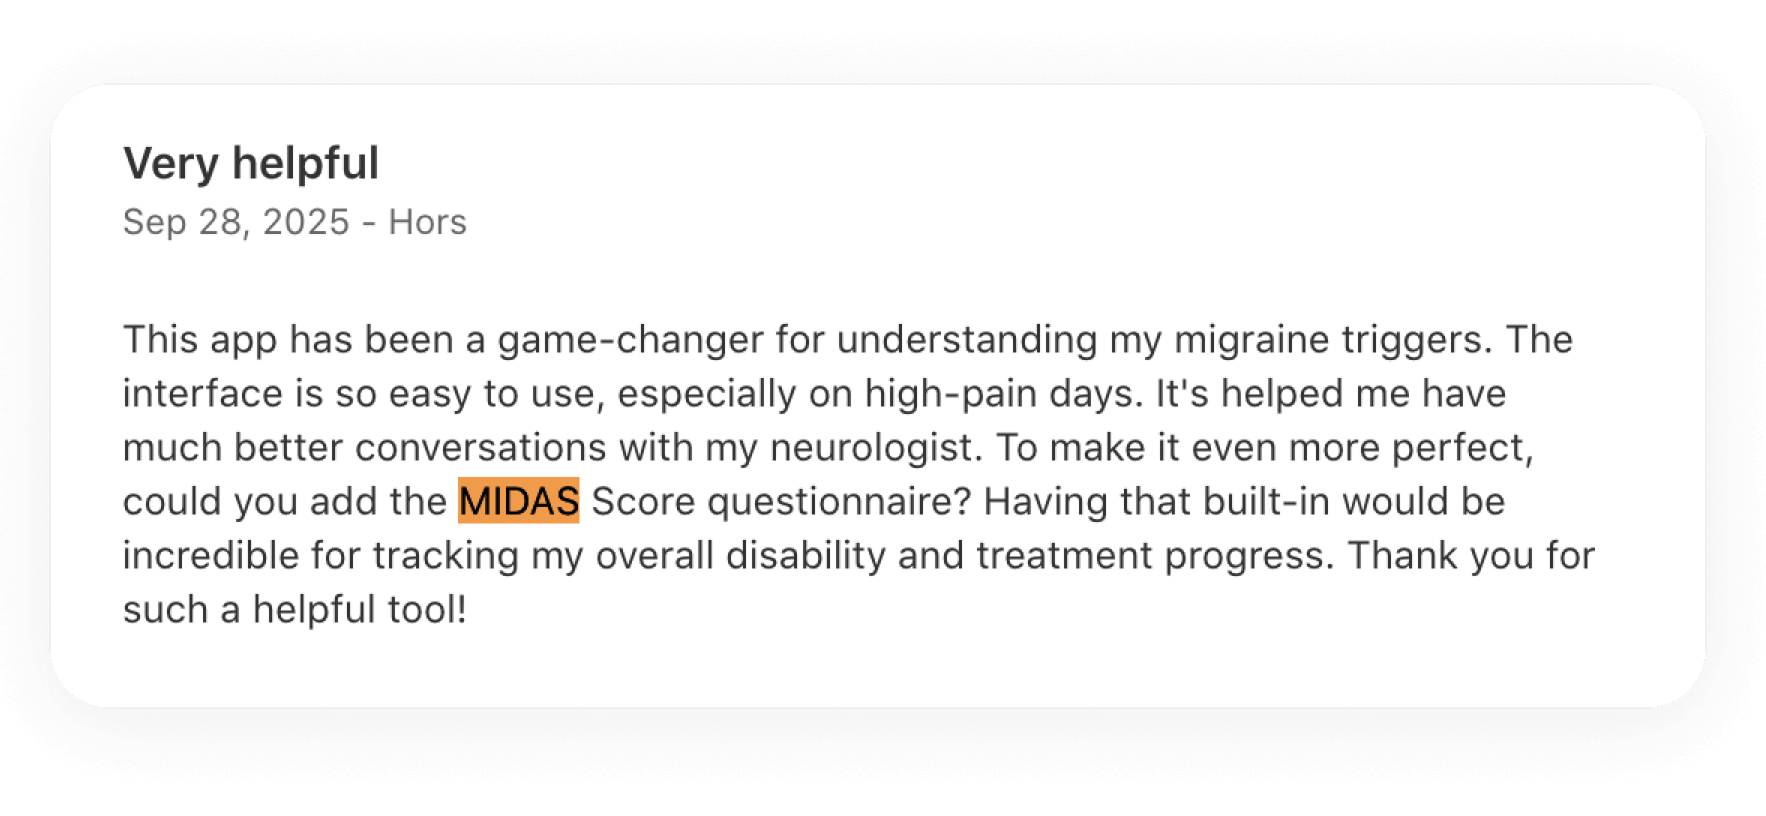 Very helpful
Sep 28, 2025 - Hors
This app has been a game-changer for understanding my migraine triggers. The
interface is so easy to use, especially on high-pain days. It's helped me have
much better conversations with my neurologist. To make it even more perfect,
could you add the MIDAS Score questionnaire? Having that built-in would be
incredible for tracking my overall disability and treatment progress. Thank you for
such a helpful tool!